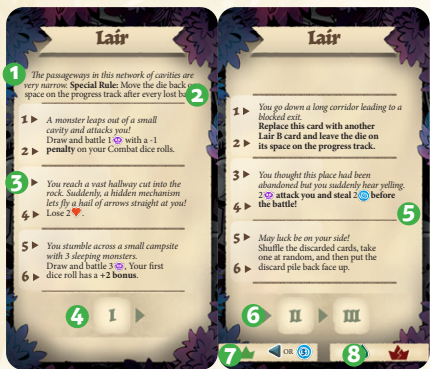 Lair
The passageways in this network of cavities are
very narrow. Special Rule: Move the die back
space on the progress track after every lost
1
2
1 ▶ A monster leaps out of a small
cavity and attacks you!
Draw and battle 1 with a -1
2 ▶ penalty on your Combat dice rolls.
3
3 ▶ You reach a vast hallway cut into the
rock. Suddenly, a hidden mechanism
lets fly a hail of arrows straight at you!
4 ▶ Lose 2
5 ▶ You stumble across a small campsite
with 3 sleeping monsters.
Draw and battle 3 . Your first
6 ▶ dice roll has a +2 bonus.
4
I
Lair
1 ▶ You go down a long corridor leading to a
blocked exit.
Replace this card with another
Lair B card and leave the die on
2 ▶ its space on the progress track.
3 ▶ You thought this place had been
abandoned but you suddenly hear yelling.
2 attack you and steal 2 before
4 ▶ the battle!
5
5 ▶ May luck be on your side!
Shuffle the discarded cards, take
one at random, and then put the
6 ▶ discard pile back face up.
6
II III
7 OR 8